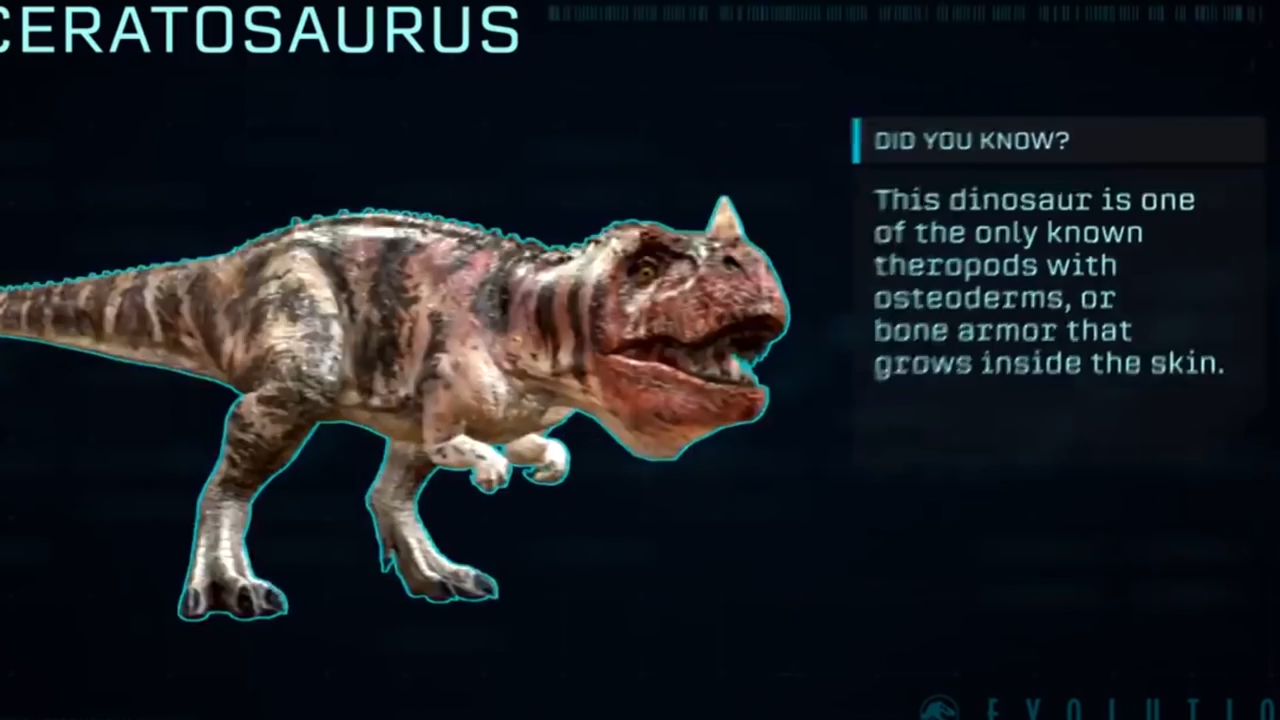 CERATOSAURUS
DID YOU KNOW?
This dinosaur is one
of the only known
theropods with
osteoderms, or
bone armor that
grows inside the skin.
EVOLUTIO